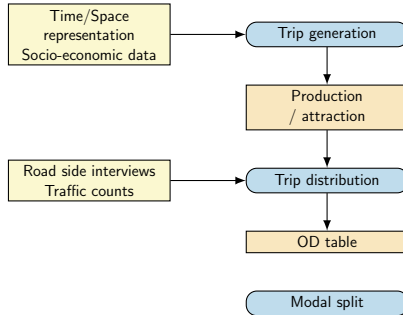 Time/Space
representation
Socio-economic data
Trip generation
Production
/ attraction
Road side interviews
Traffic counts
Trip distribution
OD table
Modal split